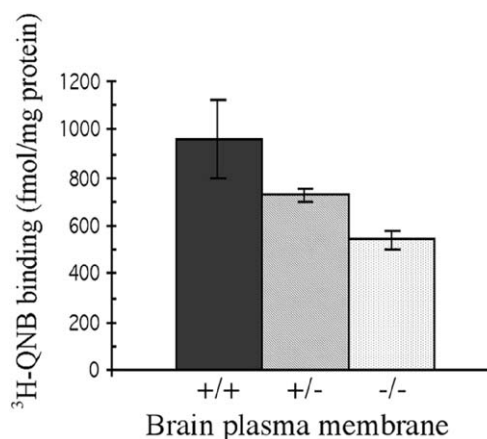 ³H-QNB binding (fmol/mg protein)
1200
1000
800
600
400
200
0
+/+ +/- -/-
Brain plasma membrane